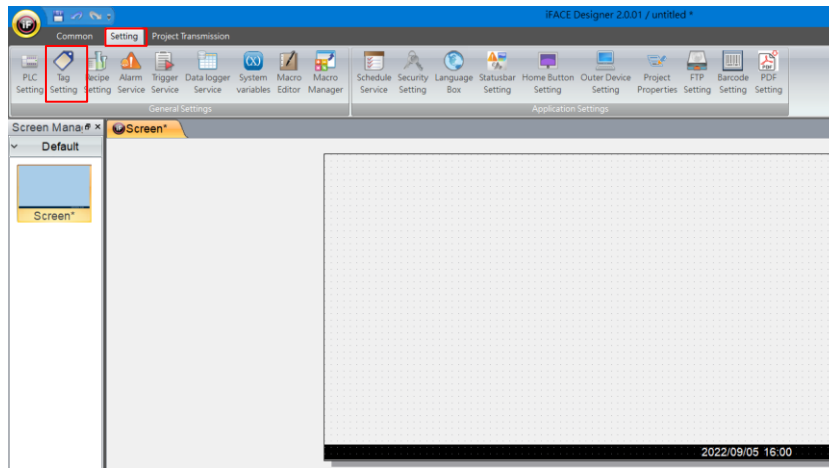 iFACE Designer 2.0.01 / untitled *
iF
Common Setting Project Transmission
PLC Setting
Tag Setting
Recipe Setting
Alarm Service
Trigger Service
Data logger Service
System variables
Macro Editor
Macro Manager
Schedule Service
Security Setting
Language Box
Statusbar Setting
Home Button Setting
Outer Device Setting
Project Properties
FTP Setting
Barcode Setting
PDF Setting
General Settings
Application Settings
Screen Mana
Screen*
Default
Screen*
2022/09/05 16:00